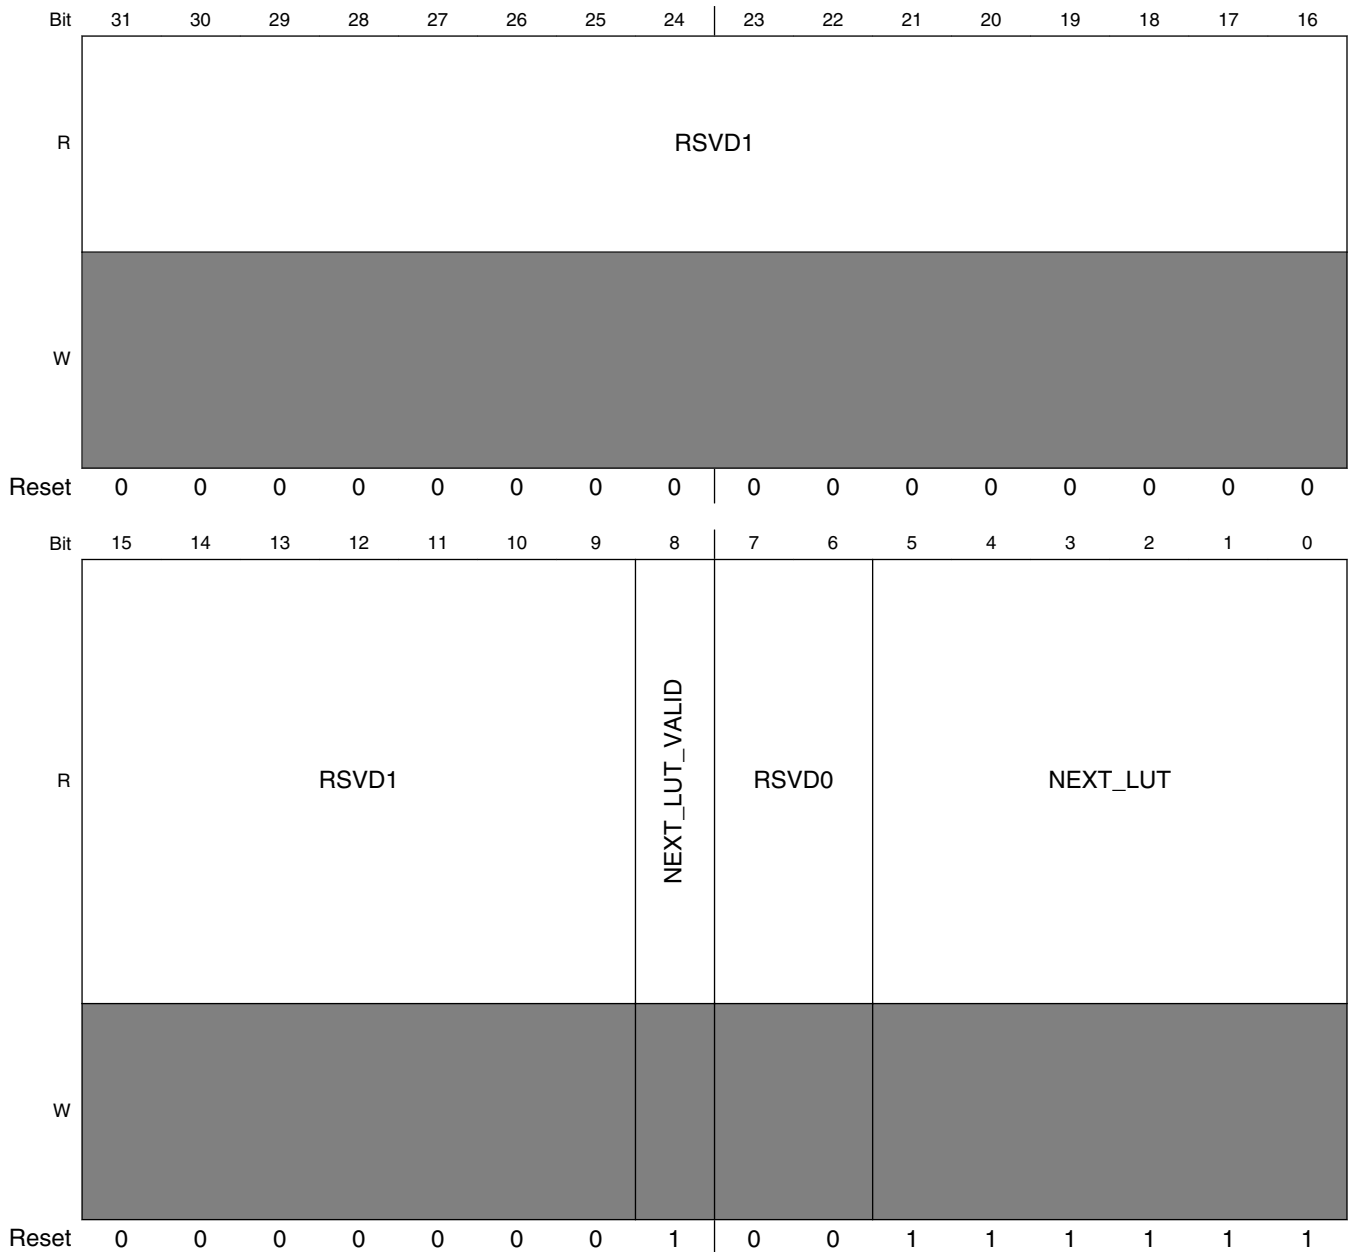 Bit 31 30 29 28 27 26 25 24 23 22 21 20 19 18 17 16
R RSVD1
W
Reset 0 0 0 0 0 0 0 0 0 0 0 0 0 0 0 0
Bit 15 14 13 12 11 10 9 8 7 6 5 4 3 2 1 0
R RSVD1 NEXT_LUT_VALID RSVD0 NEXT_LUT
W
Reset 0 0 0 0 0 0 0 1 0 0 1 1 1 1 1 1